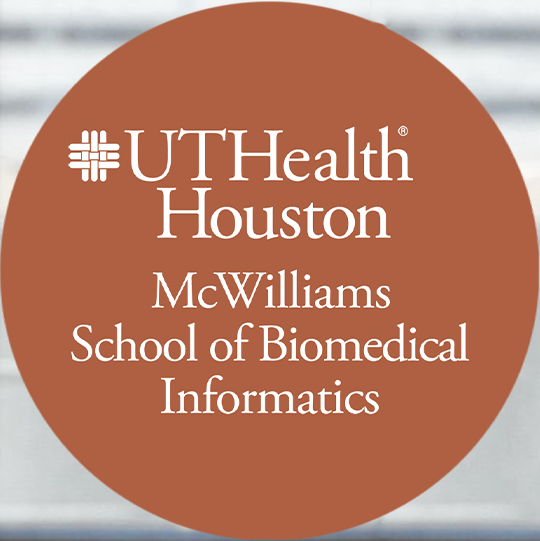 UTHealth®
Houston
McWilliams
School of Biomedical
Informatics